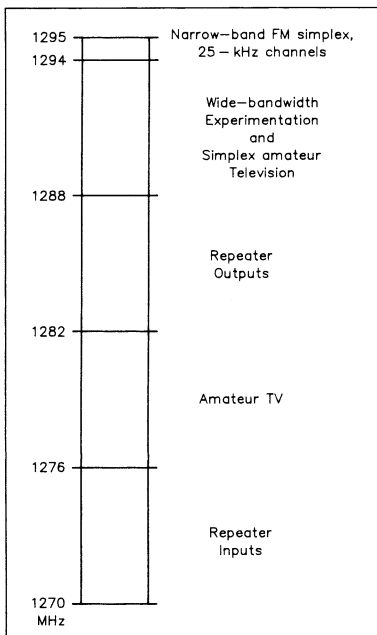 1295
Narrow–band FM simplex,
25 – kHz channels
1294
Wide–bandwidth
Experimentation
and
Simplex amateur
Television
1288
Repeater
Outputs
1282
Amateur TV
1276
Repeater
Inputs
1270
MHz